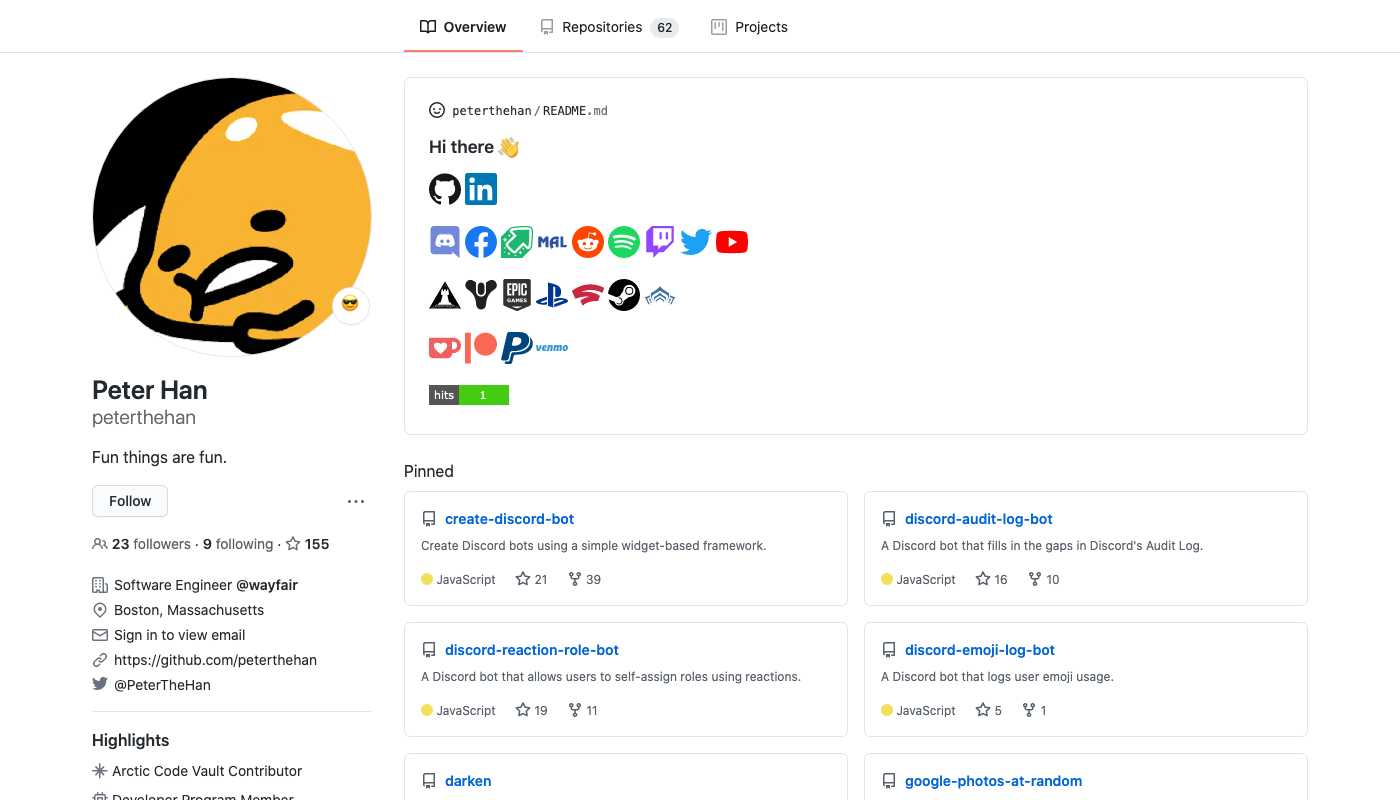 Overview
Repositories 62
Projects
peterthehan/README.md
Hi there 👋
in
MAL
EPIC
GAMES
venmo
hits 1
Peter Han
peterthehan
Fun things are fun.
Follow
23 followers · 9 following · 155
Software Engineer @wayfair
Boston, Massachusetts
Sign in to view email
https://github.com/peterthehan
@PeterTheHan
Highlights
Arctic Code Vault Contributor
Developer Program Member
Pinned
create-discord-bot
Create Discord bots using a simple widget-based framework.
JavaScript 21 39
discord-audit-log-bot
A Discord bot that fills in the gaps in Discord's Audit Log.
JavaScript 16 10
discord-reaction-role-bot
A Discord bot that allows users to self-assign roles using reactions.
JavaScript 19 11
discord-emoji-log-bot
A Discord bot that logs user emoji usage.
JavaScript 5 1
darken
google-photos-at-random